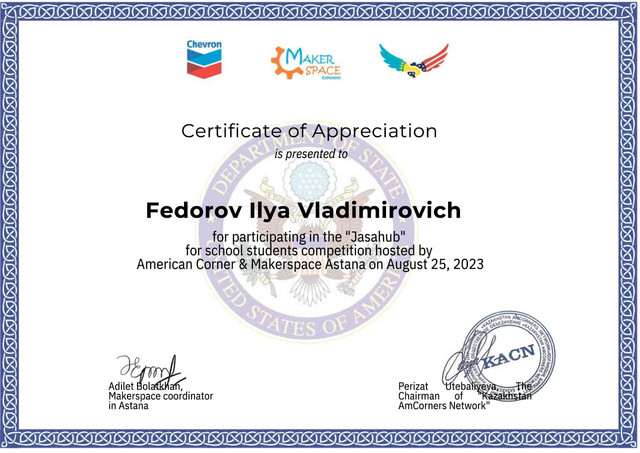 Chevron
MAKER
SPACE
EXPANDED
Certificate of Appreciation
is presented to
DEPARTMENT OF STATE
Fedorov Ilya Vladimirovich
for participating in the "Jasahub"
for school students competition hosted by
American Corner & Makerspace Astana on August 25, 2023
UNITED STATES OF AMERICA
KACN
Adilet Bolatkhan,
Makerspace coordinator
in Astana
Perizat Utebaliyeva, The
Chairman of "Kazakhstan
AmCorners Network"